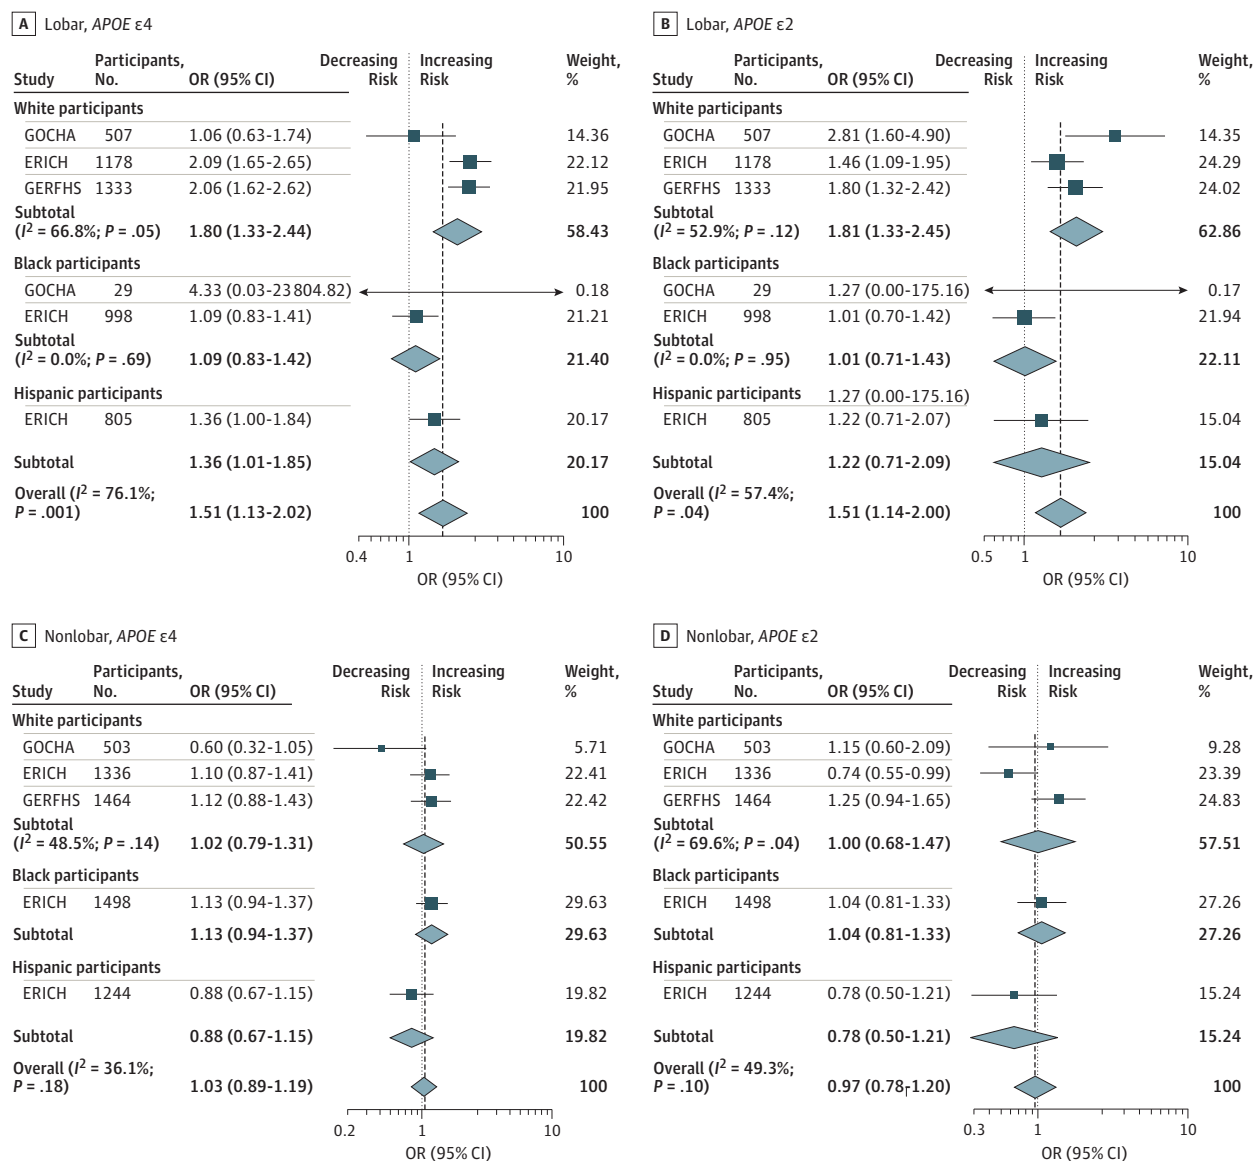 A Lobar, APOE ε4
Study Participants, No. OR (95% CI) Decreasing Risk Increasing Risk Weight, %
White participants
GOCHA 507 1.06 (0.63-1.74) 14.36
ERICH 1178 2.09 (1.65-2.65) 22.12
GERFHS 1333 2.06 (1.62-2.62) 21.95
Subtotal
(I² = 66.8%; P = .05) 1.80 (1.33-2.44) 58.43
Black participants
GOCHA 29 4.33 (0.03-23804.82) 0.18
ERICH 998 1.09 (0.83-1.41) 21.21
Subtotal
(I² = 0.0%; P = .69) 1.09 (0.83-1.42) 21.40
Hispanic participants
ERICH 805 1.36 (1.00-1.84) 20.17
Subtotal 1.36 (1.01-1.85) 20.17
Overall (I² = 76.1%;
P = .001) 1.51 (1.13-2.02) 100
0.4 1 10
OR (95% CI)
B Lobar, APOE ε2
Study Participants, No. OR (95% CI) Decreasing Risk Increasing Risk Weight, %
White participants
GOCHA 507 2.81 (1.60-4.90) 14.35
ERICH 1178 1.46 (1.09-1.95) 24.29
GERFHS 1333 1.80 (1.32-2.42) 24.02
Subtotal
(I² = 52.9%; P = .12) 1.81 (1.33-2.45) 62.86
Black participants
GOCHA 29 1.27 (0.00-175.16) 0.17
ERICH 998 1.01 (0.70-1.42) 21.94
Subtotal
(I² = 0.0%; P = .95) 1.01 (0.71-1.43) 22.11
Hispanic participants 1.27 (0.00-175.16)
ERICH 805 1.22 (0.71-2.07) 15.04
Subtotal 1.22 (0.71-2.09) 15.04
Overall (I² = 57.4%;
P = .04) 1.51 (1.14-2.00) 100
0.5 1 10
OR (95% CI)
C Nonlobar, APOE ε4
Study Participants, No. OR (95% CI) Decreasing Risk Increasing Risk Weight, %
White participants
GOCHA 503 0.60 (0.32-1.05) 5.71
ERICH 1336 1.10 (0.87-1.41) 22.41
GERFHS 1464 1.12 (0.88-1.43) 22.42
Subtotal
(I² = 48.5%; P = .14) 1.02 (0.79-1.31) 50.55
Black participants
ERICH 1498 1.13 (0.94-1.37) 29.63
Subtotal 1.13 (0.94-1.37) 29.63
Hispanic participants
ERICH 1244 0.88 (0.67-1.15) 19.82
Subtotal 0.88 (0.67-1.15) 19.82
Overall (I² = 36.1%;
P = .18) 1.03 (0.89-1.19) 100
0.2 1 10
OR (95% CI)
D Nonlobar, APOE ε2
Study Participants, No. OR (95% CI) Decreasing Risk Increasing Risk Weight, %
White participants
GOCHA 503 1.15 (0.60-2.09) 9.28
ERICH 1336 0.74 (0.55-0.99) 23.39
GERFHS 1464 1.25 (0.94-1.65) 24.83
Subtotal
(I² = 69.6%; P = .04) 1.00 (0.68-1.47) 57.51
Black participants
ERICH 1498 1.04 (0.81-1.33) 27.26
Subtotal 1.04 (0.81-1.33) 27.26
Hispanic participants
ERICH 1244 0.78 (0.50-1.21) 15.24
Subtotal 0.78 (0.50-1.21) 15.24
Overall (I² = 49.3%;
P = .10) 0.97 (0.78-1.20) 100
0.3 1 10
OR (95% CI)